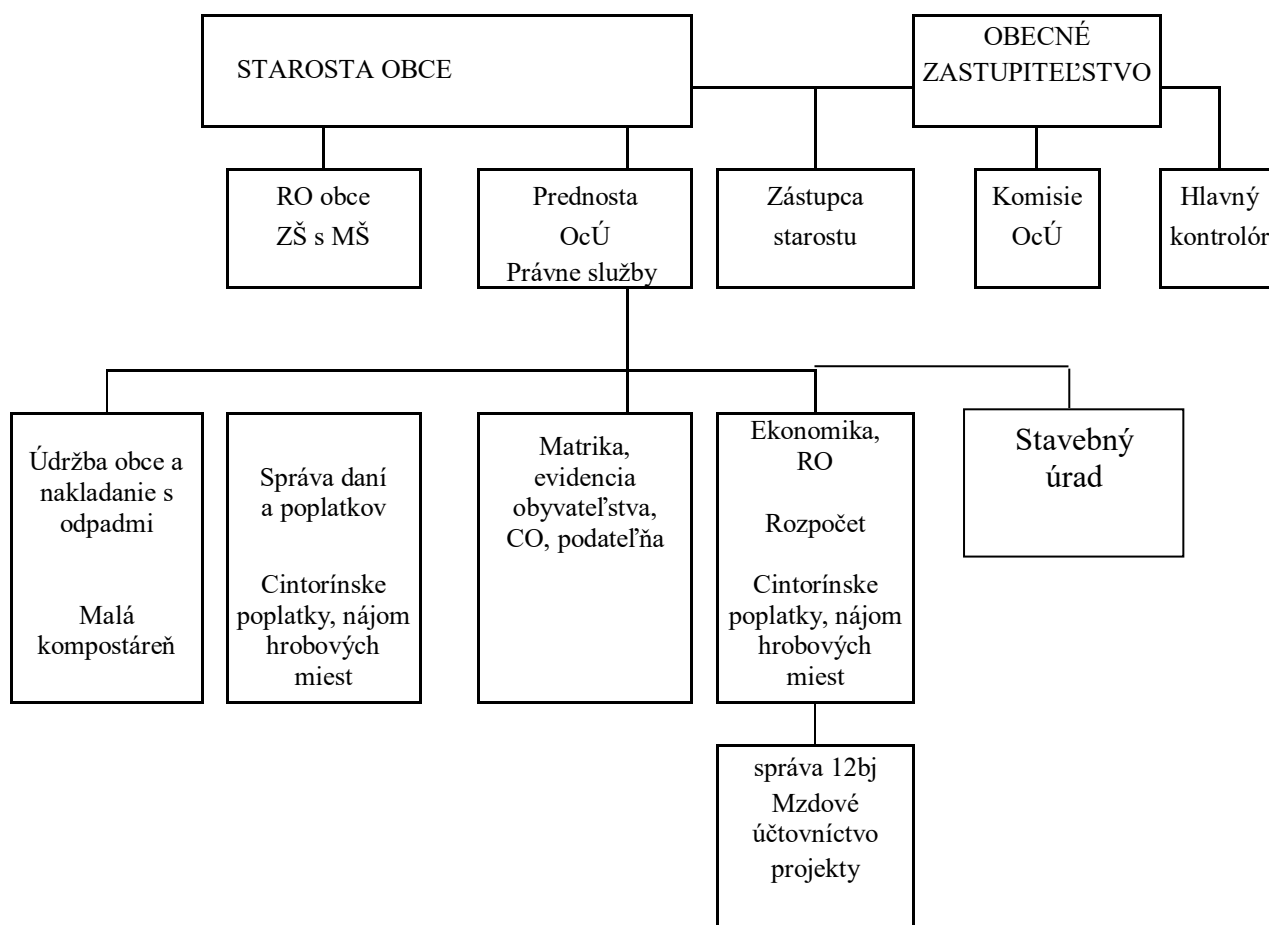 STAROSTA OBCE
OBECNÉ
ZASTUPITEĽSTVO
RO obce
ZŠ s MŠ
Prednosta
OcÚ
Právne služby
Zástupca
starostu
Komisie
OcÚ
Hlavný
kontrolór
Údržba obce a
nakladanie s
odpadmi
Malá
kompostáreň
Správa daní
a poplatkov
Cintorínske
poplatky, nájom
hrobových
miest
Matrika,
evidencia
obyvateľstva,
CO, podateľňa
Ekonomika,
RO
Rozpočet
Cintorínske
poplatky, nájom
hrobových
miest
Stavebný
úrad
správa 12bj
Mzdové
účtovníctvo
projekty